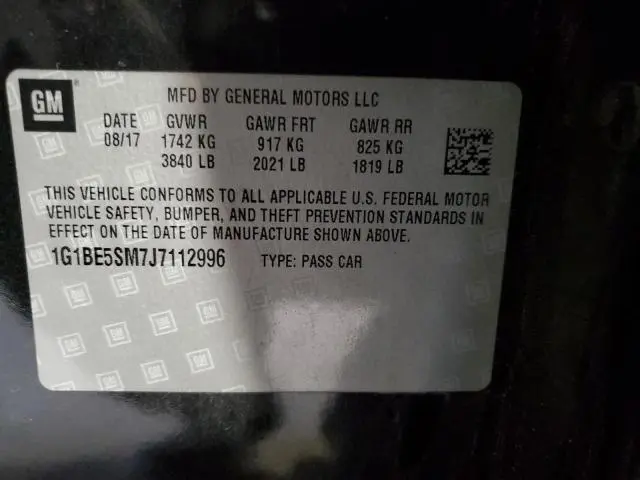 GM
MFD BY GENERAL MOTORS LLC
DATE GVWR GAWR FRT GAWR RR
08/17 1742 KG 917 KG 825 KG
3840 LB 2021 LB 1819 LB
THIS VEHICLE CONFORMS TO ALL APPLICABLE U.S. FEDERAL MOTOR
VEHICLE SAFETY, BUMPER, AND THEFT PREVENTION STANDARDS IN
EFFECT ON THE DATE OF MANUFACTURE SHOWN ABOVE.
1G1BE5SM7J7112996 TYPE: PASS CAR